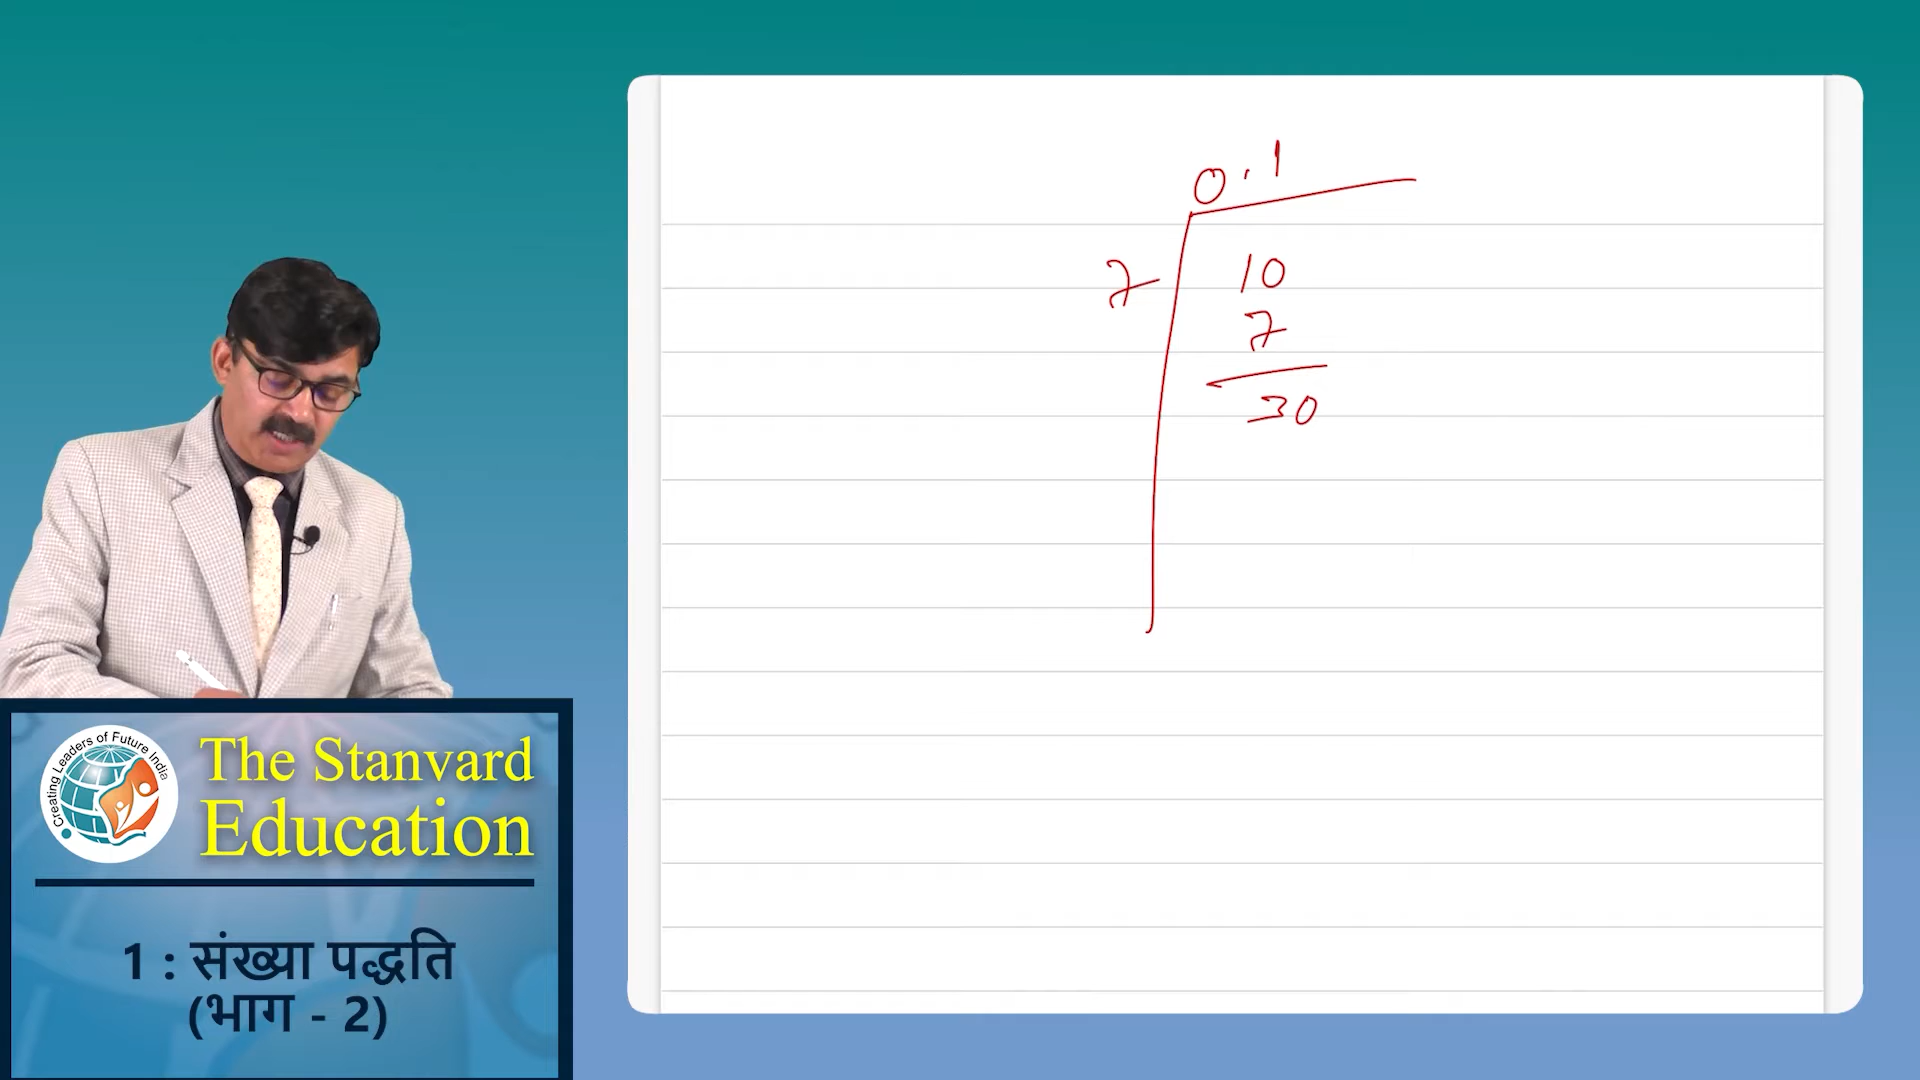 0.1
7
10
7
30
Creating Leaders of Future India
The Stanvard
Education
1 : संख्या पद्धति
(भाग - 2)